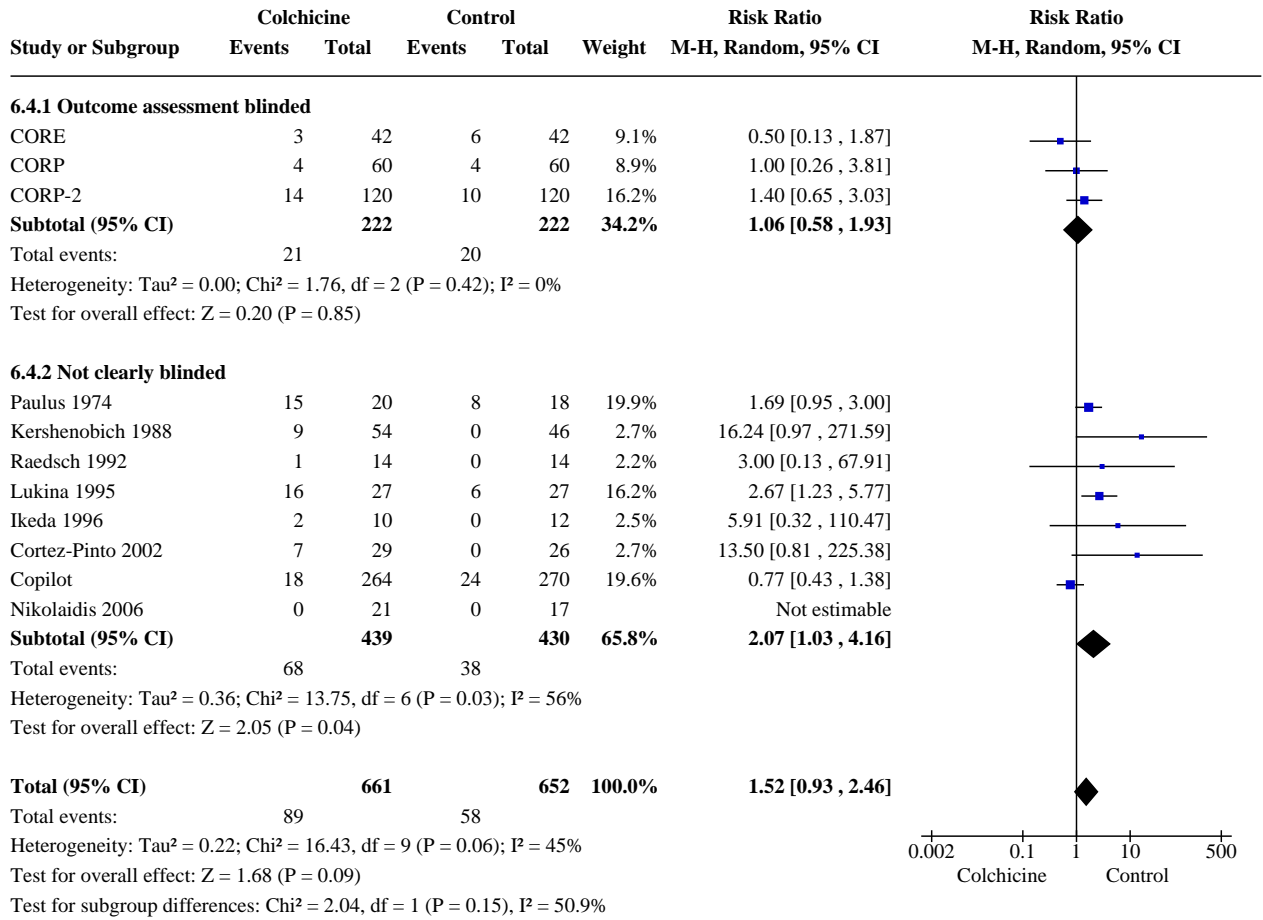 Colchicine Control Risk Ratio Risk Ratio
Study or Subgroup Events Total Events Total Weight M-H, Random, 95% CI M-H, Random, 95% CI
6.4.1 Outcome assessment blinded
CORE 3 42 6 42 9.1% 0.50 [0.13 , 1.87]
CORP 4 60 4 60 8.9% 1.00 [0.26 , 3.81]
CORP-2 14 120 10 120 16.2% 1.40 [0.65 , 3.03]
Subtotal (95% CI) 222 222 34.2% 1.06 [0.58 , 1.93]
Total events: 21 20
Heterogeneity: Tau² = 0.00; Chi² = 1.76, df = 2 (P = 0.42); I² = 0%
Test for overall effect: Z = 0.20 (P = 0.85)
6.4.2 Not clearly blinded
Paulus 1974 15 20 8 18 19.9% 1.69 [0.95 , 3.00]
Kershenobich 1988 9 54 0 46 2.7% 16.24 [0.97 , 271.59]
Raedsch 1992 1 14 0 14 2.2% 3.00 [0.13 , 67.91]
Lukina 1995 16 27 6 27 16.2% 2.67 [1.23 , 5.77]
Ikeda 1996 2 10 0 12 2.5% 5.91 [0.32 , 110.47]
Cortez-Pinto 2002 7 29 0 26 2.7% 13.50 [0.81 , 225.38]
Copilot 18 264 24 270 19.6% 0.77 [0.43 , 1.38]
Nikolaidis 2006 0 21 0 17 Not estimable
Subtotal (95% CI) 439 430 65.8% 2.07 [1.03 , 4.16]
Total events: 68 38
Heterogeneity: Tau² = 0.36; Chi² = 13.75, df = 6 (P = 0.03); I² = 56%
Test for overall effect: Z = 2.05 (P = 0.04)
Total (95% CI) 661 652 100.0% 1.52 [0.93 , 2.46]
Total events: 89 58
Heterogeneity: Tau² = 0.22; Chi² = 16.43, df = 9 (P = 0.06); I² = 45%
Test for overall effect: Z = 1.68 (P = 0.09)
Test for subgroup differences: Chi² = 2.04, df = 1 (P = 0.15), I² = 50.9%
0.002 0.1 1 10 500
Colchicine Control